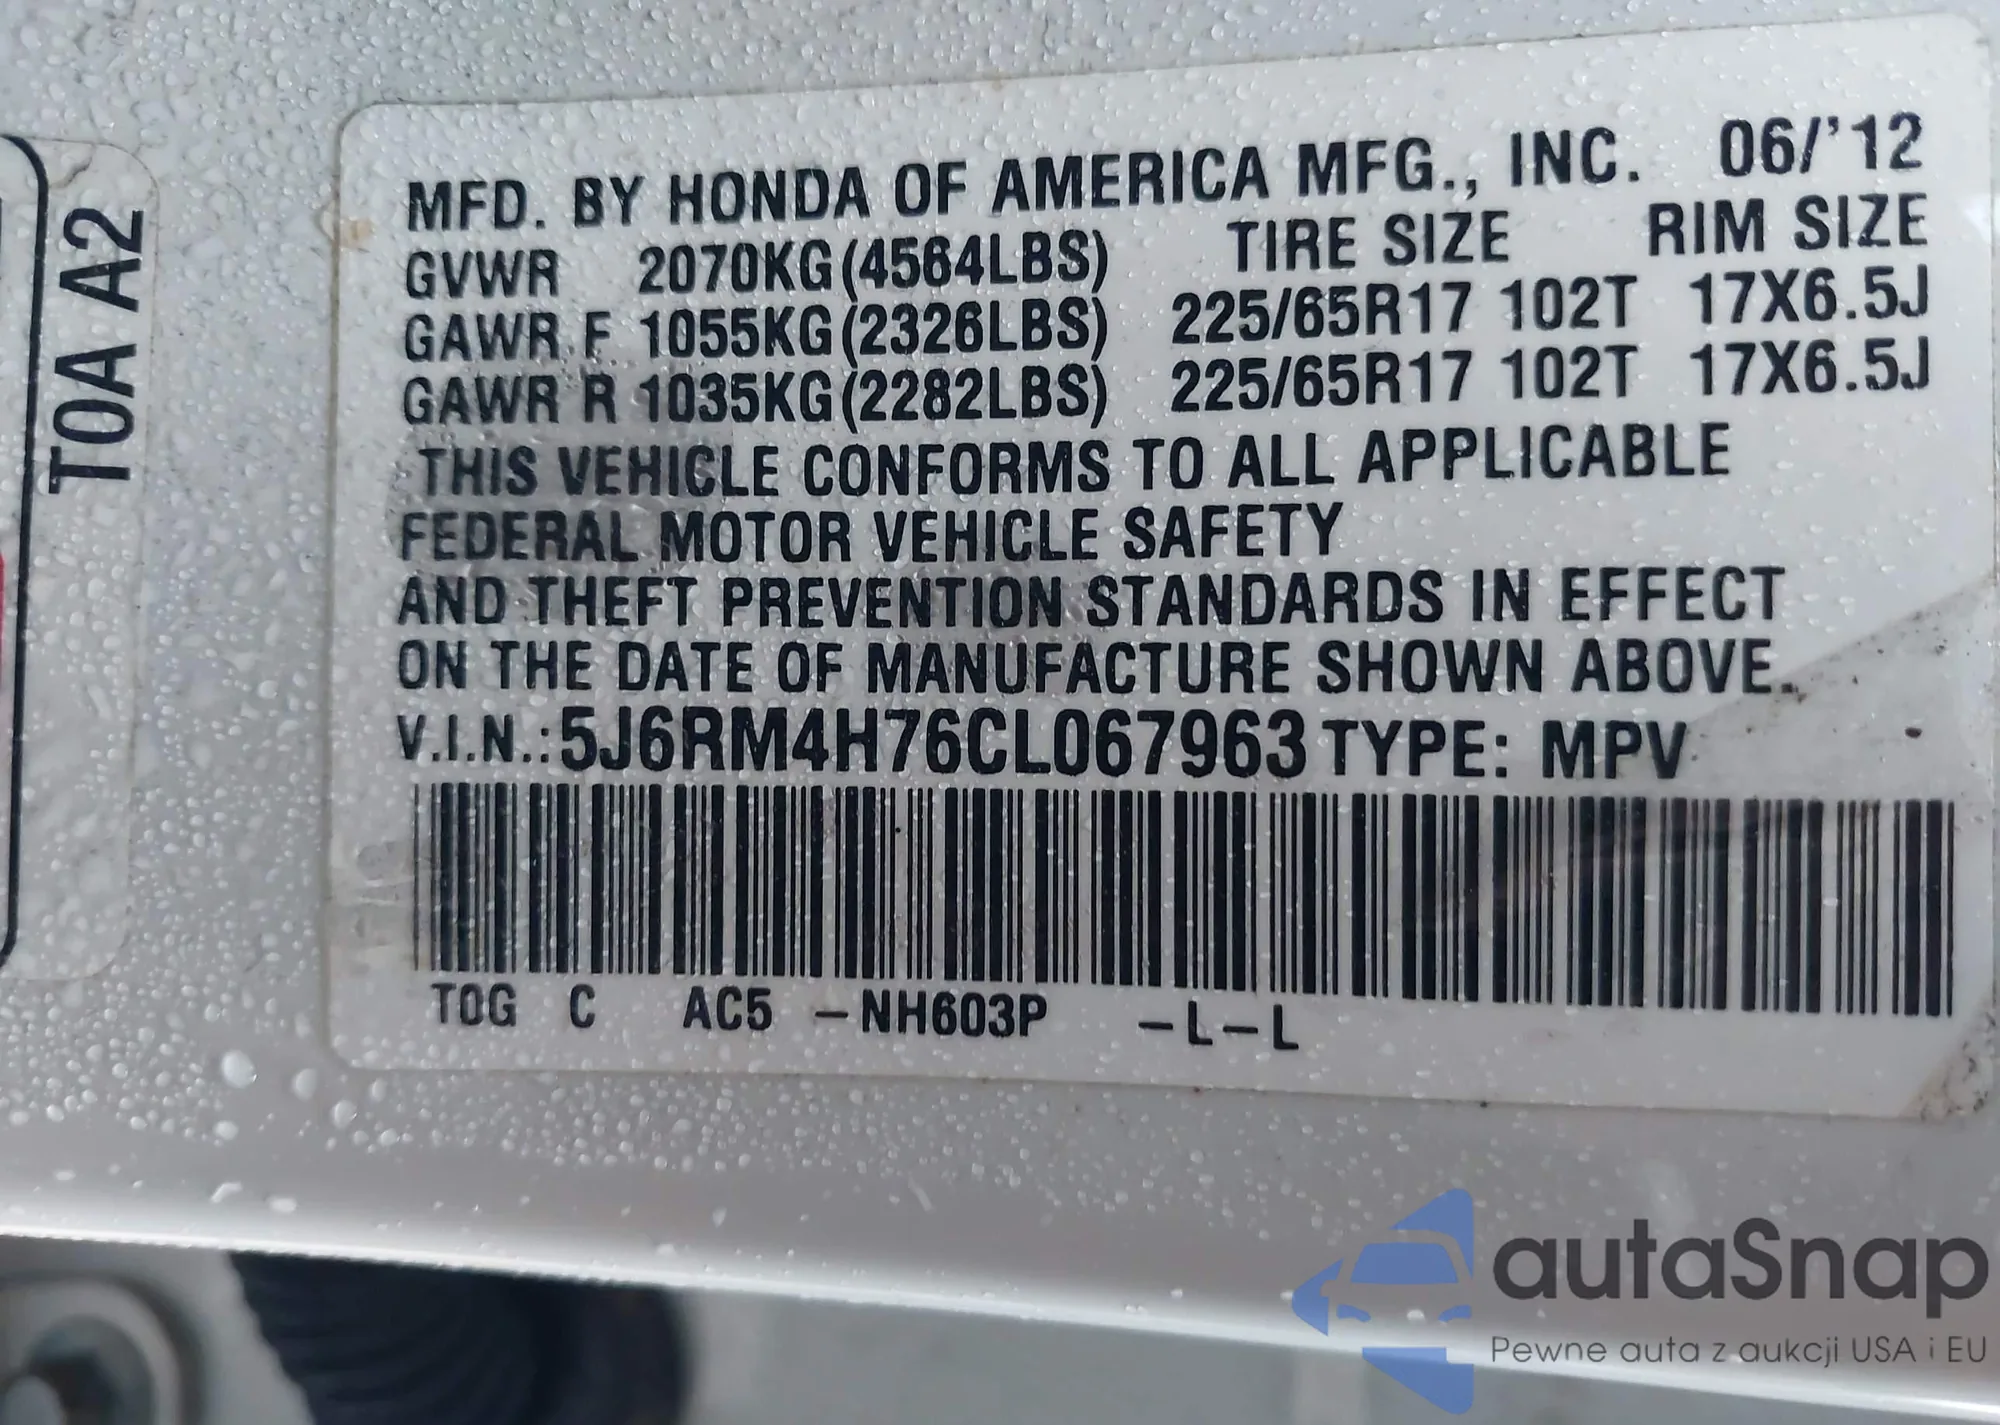 T0A A2
MFD. BY HONDA OF AMERICA MFG., INC. 06/'12
GVWR 2070KG(4564LBS) TIRE SIZE RIM SIZE
GAWR F 1055KG(2326LBS) 225/65R17 102T 17X6.5J
GAWR R 1035KG(2282LBS) 225/65R17 102T 17X6.5J
THIS VEHICLE CONFORMS TO ALL APPLICABLE
FEDERAL MOTOR VEHICLE SAFETY
AND THEFT PREVENTION STANDARDS IN EFFECT
ON THE DATE OF MANUFACTURE SHOWN ABOVE.
V.I.N.: 5J6RM4H76CL067963 TYPE: MPV
T0G C AC5 –NH603P –L–L
autaSnap
Pewne auta z aukcji USA i EU